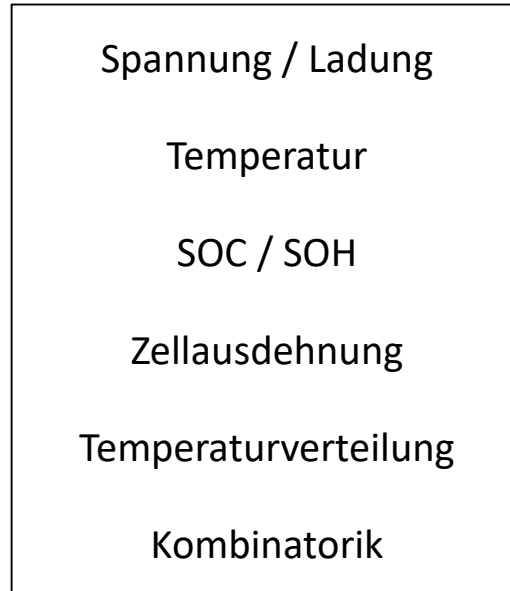 Spannung / Ladung
Temperatur
SOC / SOH
Zellausdehnung
Temperaturverteilung
Kombinatorik